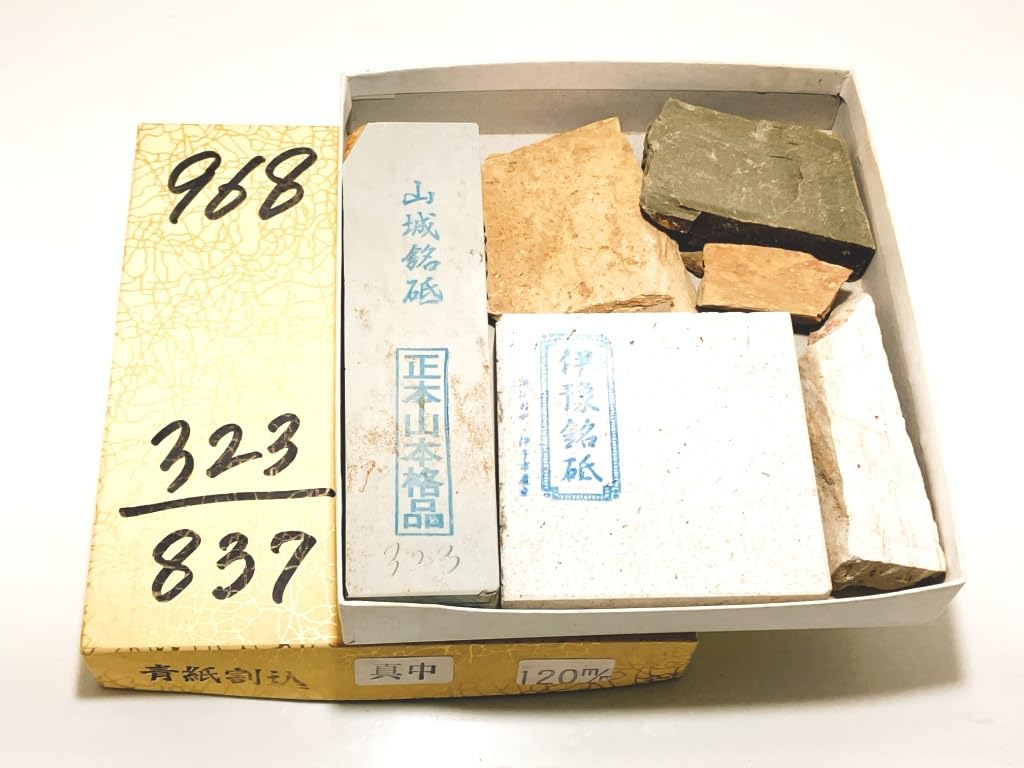 968
323
837
青紙割込
真中
120m/m
山城銘砥
正本山本格品
323
伊豫銘砥